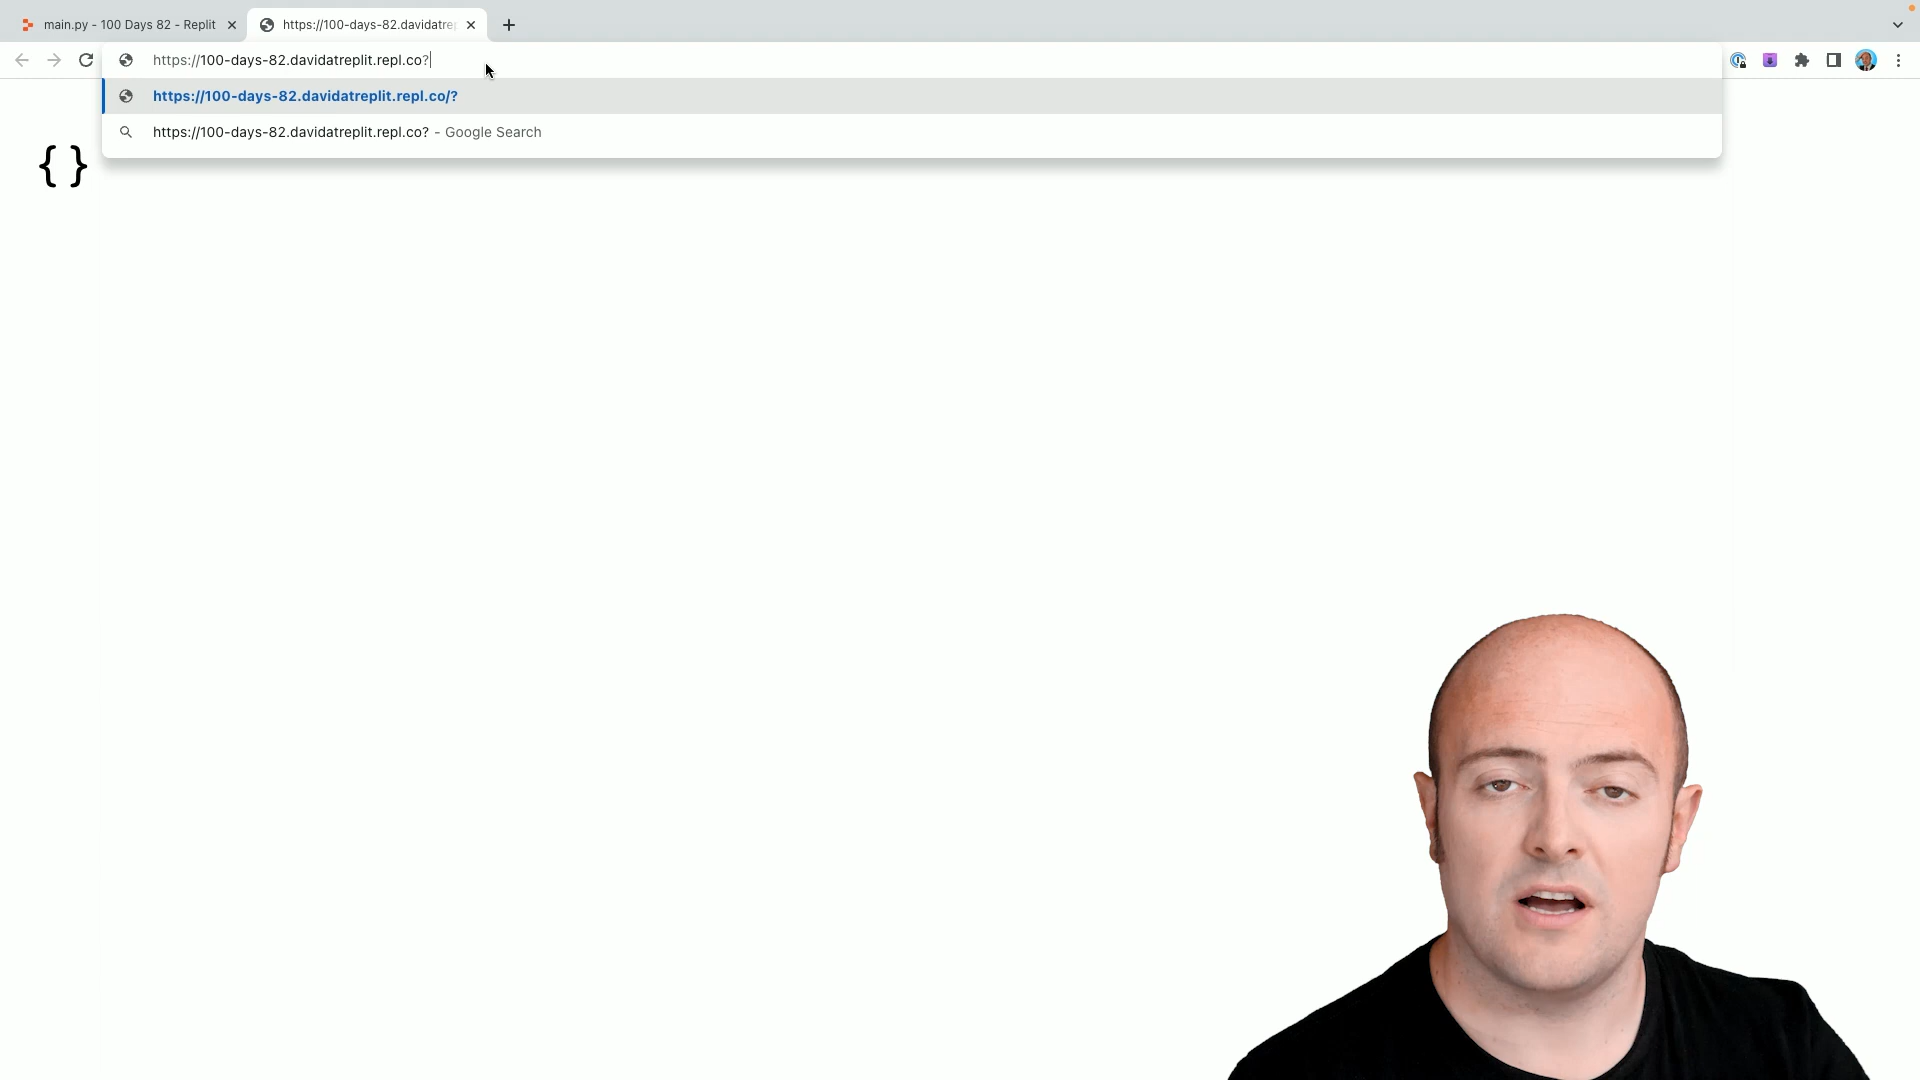 main.py - 100 Days 82 - Replit
https://100-days-82.davidatrep
https://100-days-82.davidatreplit.repl.co?
https://100-days-82.davidatreplit.repl.co/?
https://100-days-82.davidatreplit.repl.co? - Google Search
{ }